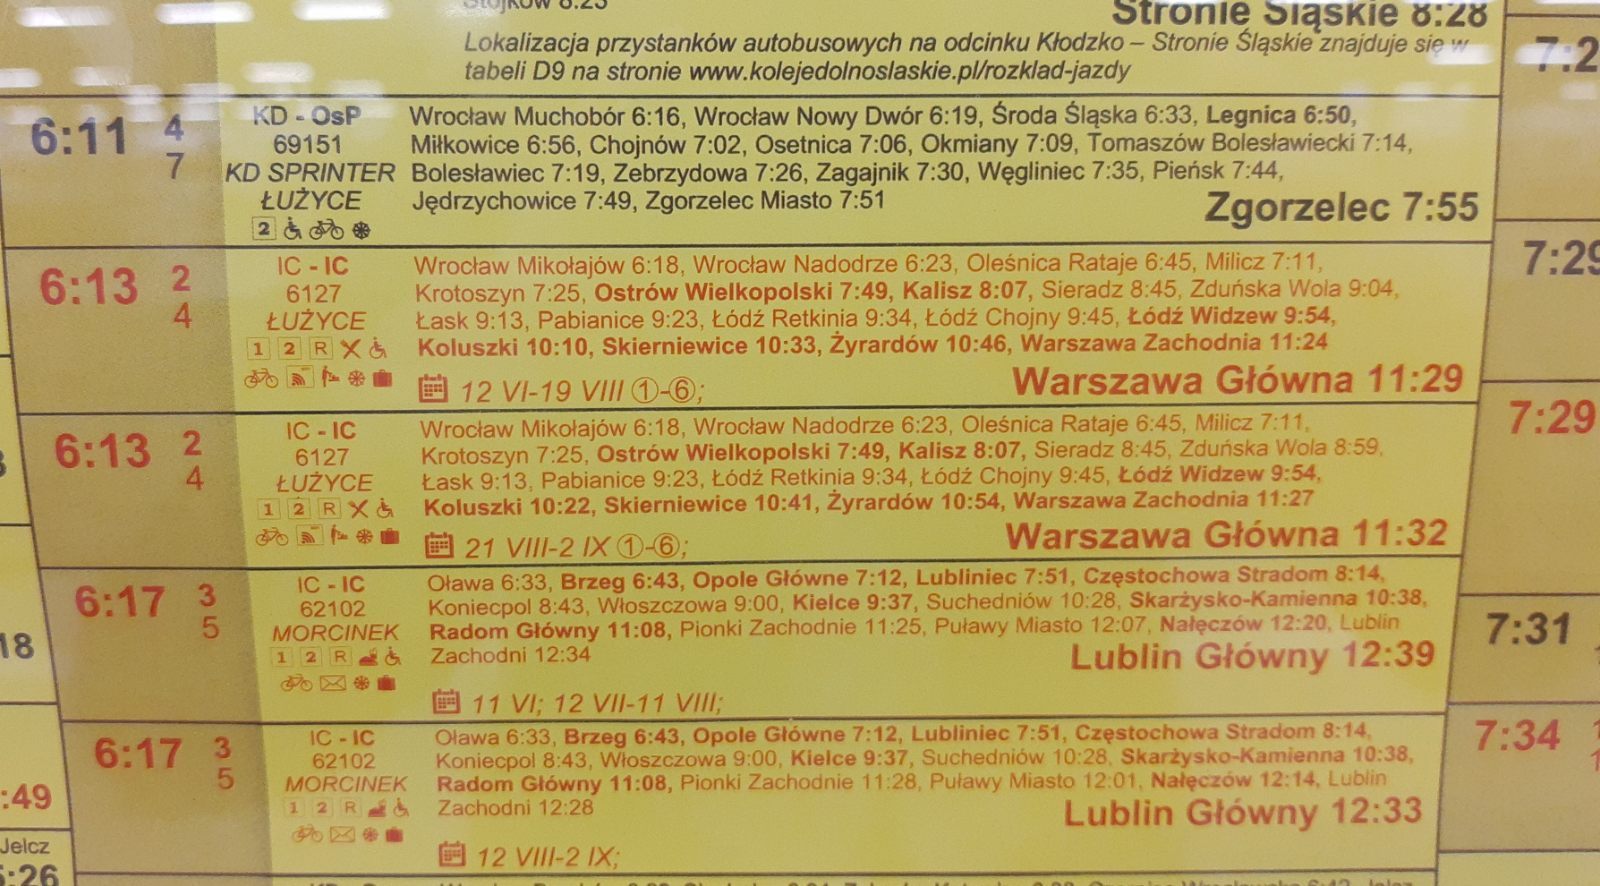 Stójków 8:23
Stronie Śląskie 8:28
Lokalizacja przystanków autobusowych na odcinku Kłodzko – Stronie Śląskie znajduje się w
tabeli D9 na stronie www.kolejedolnoslaskie.pl/rozklad-jazdy
6:11 4 7
KD - OsP
69151
KD SPRINTER
ŁUŻYCE
2
Wrocław Muchobór 6:16, Wrocław Nowy Dwór 6:19, Środa Śląska 6:33, Legnica 6:50,
Miłkowice 6:56, Chojnów 7:02, Osetnica 7:06, Okmiany 7:09, Tomaszów Bolesławiecki 7:14,
Bolesławiec 7:19, Zebrzydowa 7:26, Zagajnik 7:30, Węgliniec 7:35, Pieńsk 7:44,
Jędrzychowice 7:49, Zgorzelec Miasto 7:51
Zgorzelec 7:55
6:13 2 4
IC - IC
6127
ŁUŻYCE
1 2 R
Wrocław Mikołajów 6:18, Wrocław Nadodrze 6:23, Oleśnica Rataje 6:45, Milicz 7:11,
Krotoszyn 7:25, Ostrów Wielkopolski 7:49, Kalisz 8:07, Sieradz 8:45, Zduńska Wola 9:04,
Łask 9:13, Pabianice 9:23, Łódź Retkinia 9:34, Łódź Chojny 9:45, Łódź Widzew 9:54,
Koluszki 10:10, Skierniewice 10:33, Żyrardów 10:46, Warszawa Zachodnia 11:24
12 VI-19 VIII ①-⑥;
Warszawa Główna 11:29
6:13 2 4
IC - IC
6127
ŁUŻYCE
1 2 R
Wrocław Mikołajów 6:18, Wrocław Nadodrze 6:23, Oleśnica Rataje 6:45, Milicz 7:11,
Krotoszyn 7:25, Ostrów Wielkopolski 7:49, Kalisz 8:07, Sieradz 8:45, Zduńska Wola 8:59,
Łask 9:13, Pabianice 9:23, Łódź Retkinia 9:34, Łódź Chojny 9:45, Łódź Widzew 9:54,
Koluszki 10:22, Skierniewice 10:41, Żyrardów 10:54, Warszawa Zachodnia 11:27
21 VIII-2 IX ①-⑥;
Warszawa Główna 11:32
6:17 3 5
IC - IC
62102
MORCINEK
1 2 R
Oława 6:33, Brzeg 6:43, Opole Główne 7:12, Lubliniec 7:51, Częstochowa Stradom 8:14,
Koniecpol 8:43, Włoszczowa 9:00, Kielce 9:37, Suchedniów 10:28, Skarżysko-Kamienna 10:38,
Radom Główny 11:08, Pionki Zachodnie 11:25, Puławy Miasto 12:07, Nałęczów 12:20, Lublin
Zachodni 12:34
Lublin Główny 12:39
11 VI; 12 VII-11 VIII;
6:17 3 5
IC - IC
62102
MORCINEK
1 2 R
Oława 6:33, Brzeg 6:43, Opole Główne 7:12, Lubliniec 7:51, Częstochowa Stradom 8:14,
Koniecpol 8:43, Włoszczowa 9:00, Kielce 9:37, Suchedniów 10:28, Skarżysko-Kamienna 10:38,
Radom Główny 11:08, Pionki Zachodnie 11:28, Puławy Miasto 12:01, Nałęczów 12:14, Lublin
Zachodni 12:28
Lublin Główny 12:33
12 VIII-2 IX;
18
:49
Jelcz
5:26
7:2
7:29
7:29
7:31
7:34